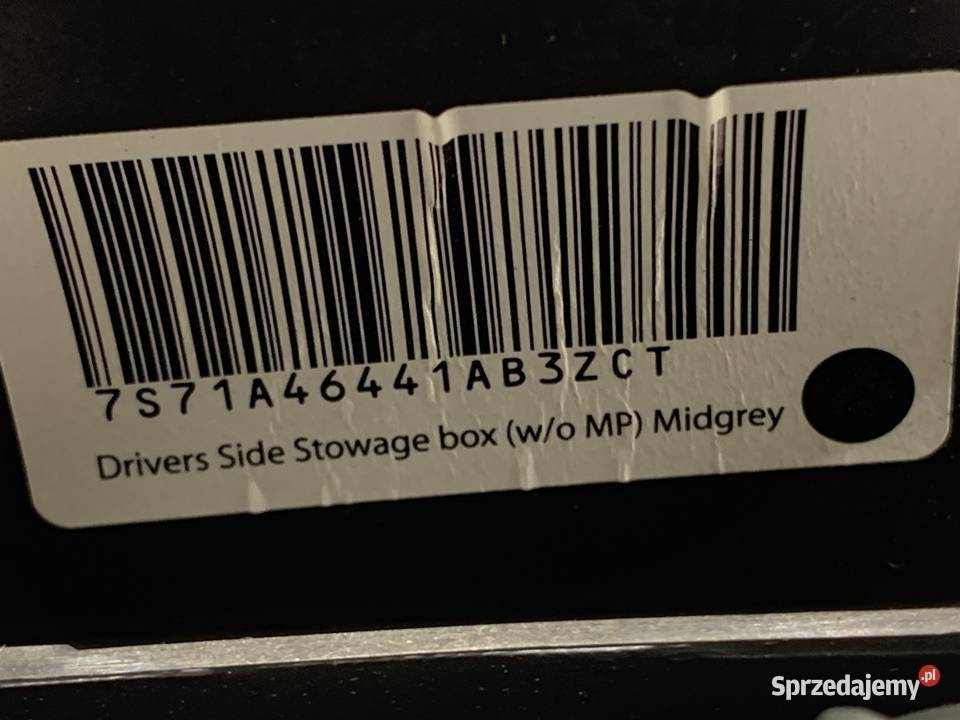 7S71A46441AB3ZCT
Drivers Side Stowage box (w/o MP) Midgrey
Sprzedajemy.pl